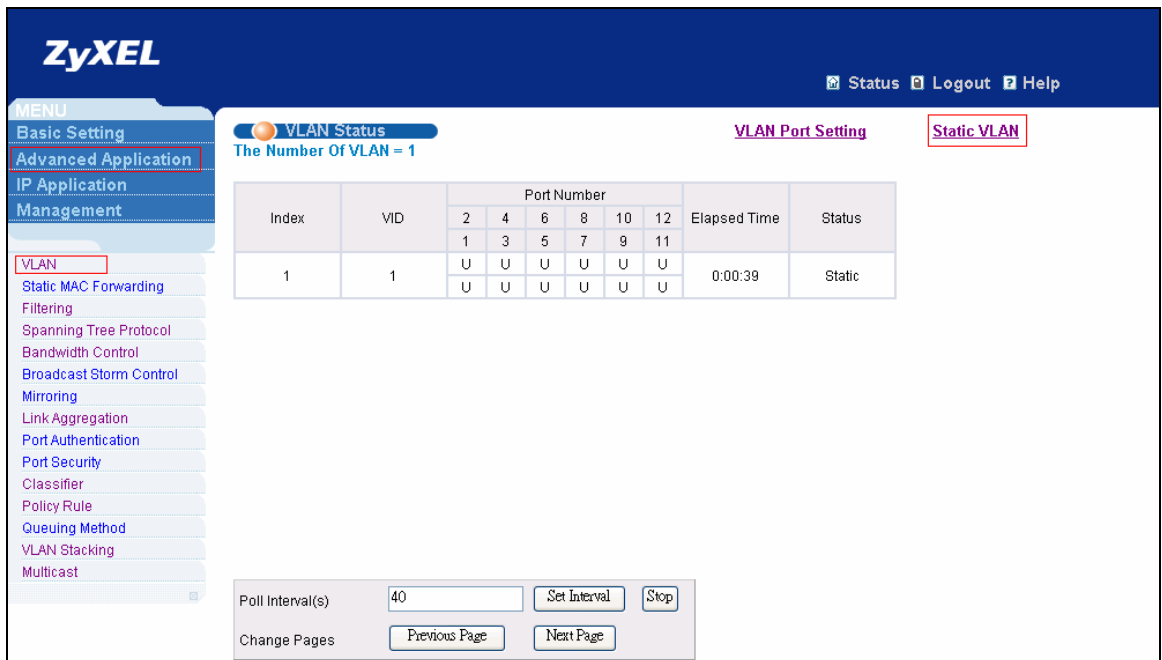 ZyXEL
Status Logout Help
MENU
Basic Setting
Advanced Application
IP Application
Management
VLAN
Static MAC Forwarding
Filtering
Spanning Tree Protocol
Bandwidth Control
Broadcast Storm Control
Mirroring
Link Aggregation
Port Authentication
Port Security
Classifier
Policy Rule
Queuing Method
VLAN Stacking
Multicast
VLAN Status
VLAN Port Setting
Static VLAN
The Number Of VLAN = 1
Index VID Port Number Elapsed Time Status
2 4 6 8 10 12
1 3 5 7 9 11
1 1 U U U U U U 0:00:39 Static
U U U U U U
Poll Interval(s) 40 Set Interval Stop
Change Pages Previous Page Next Page